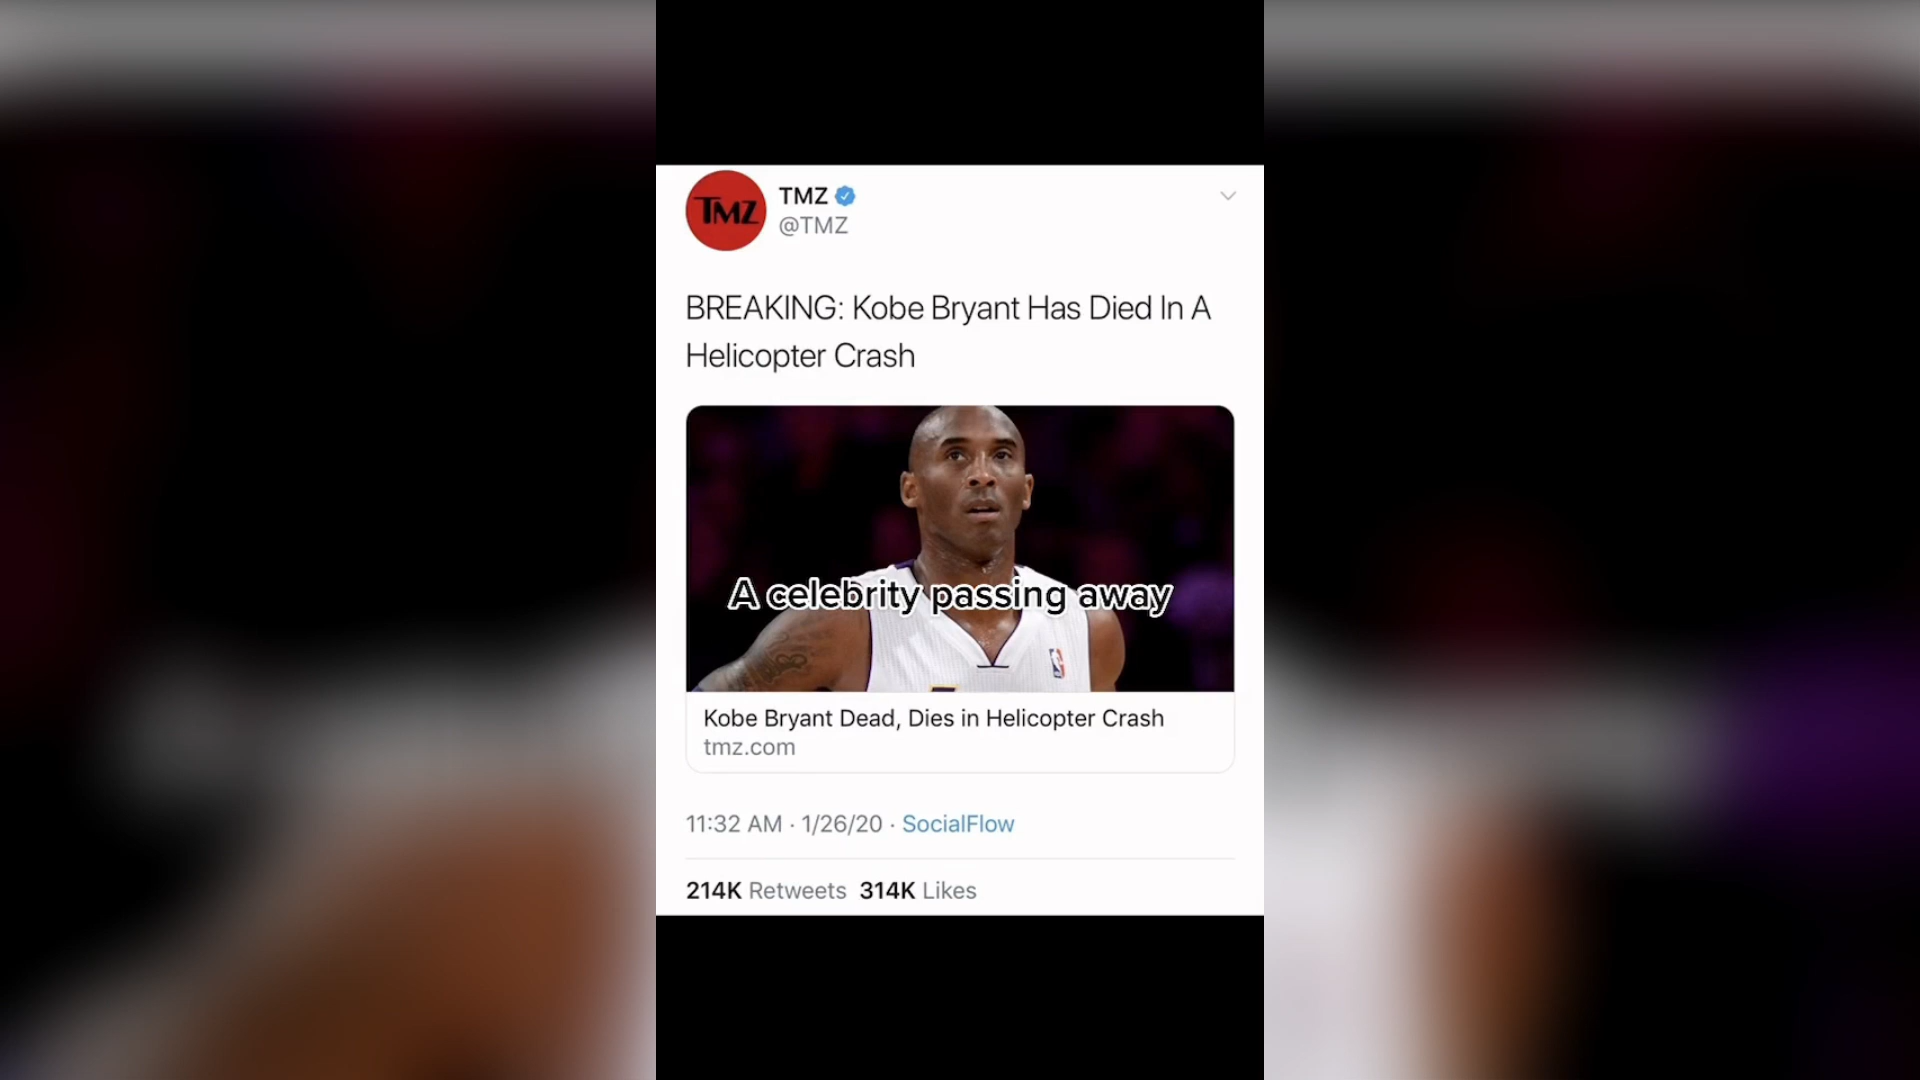 TMZ
TMZ
@TMZ
BREAKING: Kobe Bryant Has Died In A
Helicopter Crash
A celebrity passing away
Kobe Bryant Dead, Dies in Helicopter Crash
tmz.com
11:32 AM · 1/26/20 · SocialFlow
214K Retweets 314K Likes